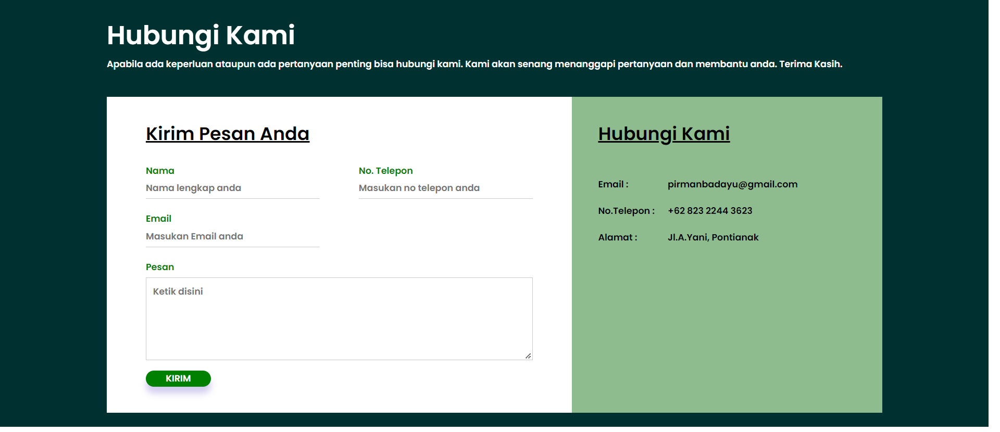 Hubungi Kami
Apabila ada keperluan ataupun ada pertanyaan penting bisa hubungi kami. Kami akan senang menanggapi pertanyaan dan membantu anda. Terima Kasih.
Kirim Pesan Anda
Nama
Nama lengkap anda
No. Telepon
Masukan no telepon anda
Email
Masukan Email anda
Pesan
Ketik disini
KIRIM
Hubungi Kami
Email : pirmanbadayu@gmail.com
No.Telepon : +62 823 2244 3623
Alamat : Jl.A.Yani, Pontianak